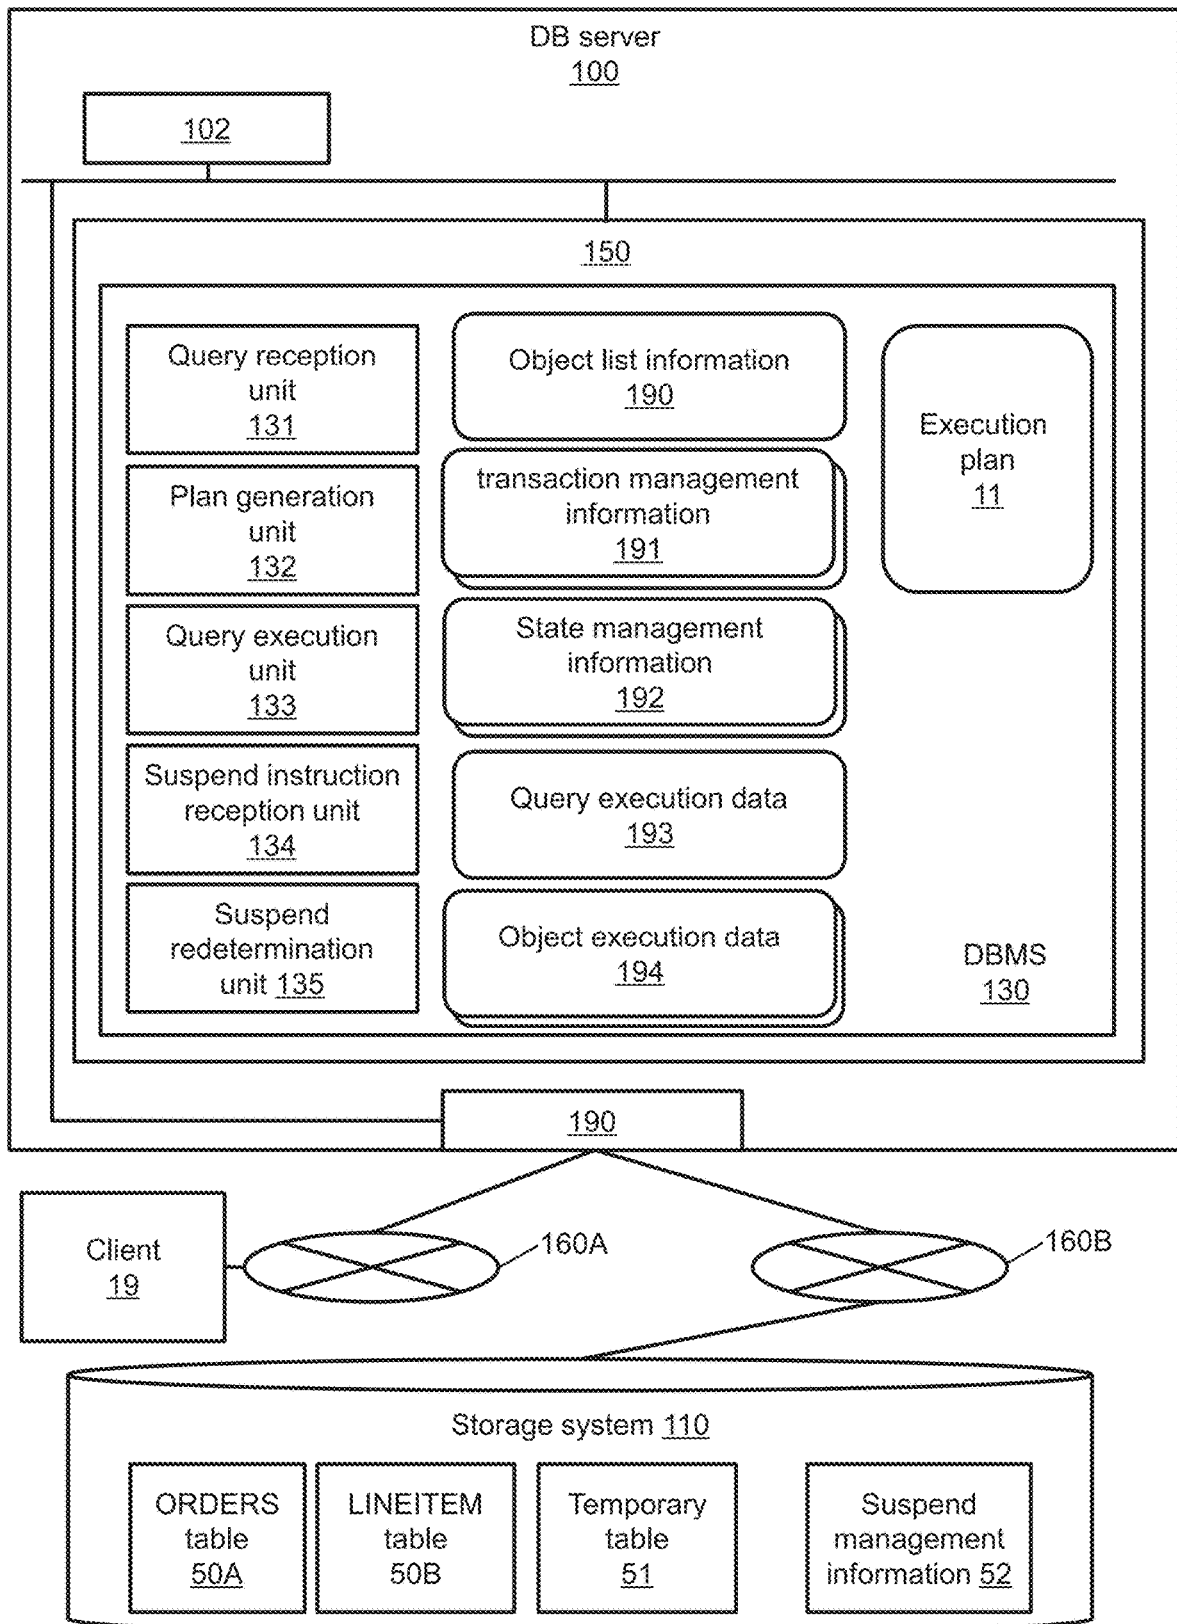 DB server
100
102
150
Query reception
unit
131
Object list information
190
Execution
plan
11
Plan generation
unit
132
transaction management
information
191
Query execution
unit
133
State management
information
192
Suspend instruction
reception unit
134
Query execution data
193
Suspend
redetermination
unit 135
Object execution data
194
DBMS
130
190
Client
19
160A
160B
Storage system 110
ORDERS
table
50A
LINEITEM
table
50B
Temporary
table
51
Suspend
management
information 52